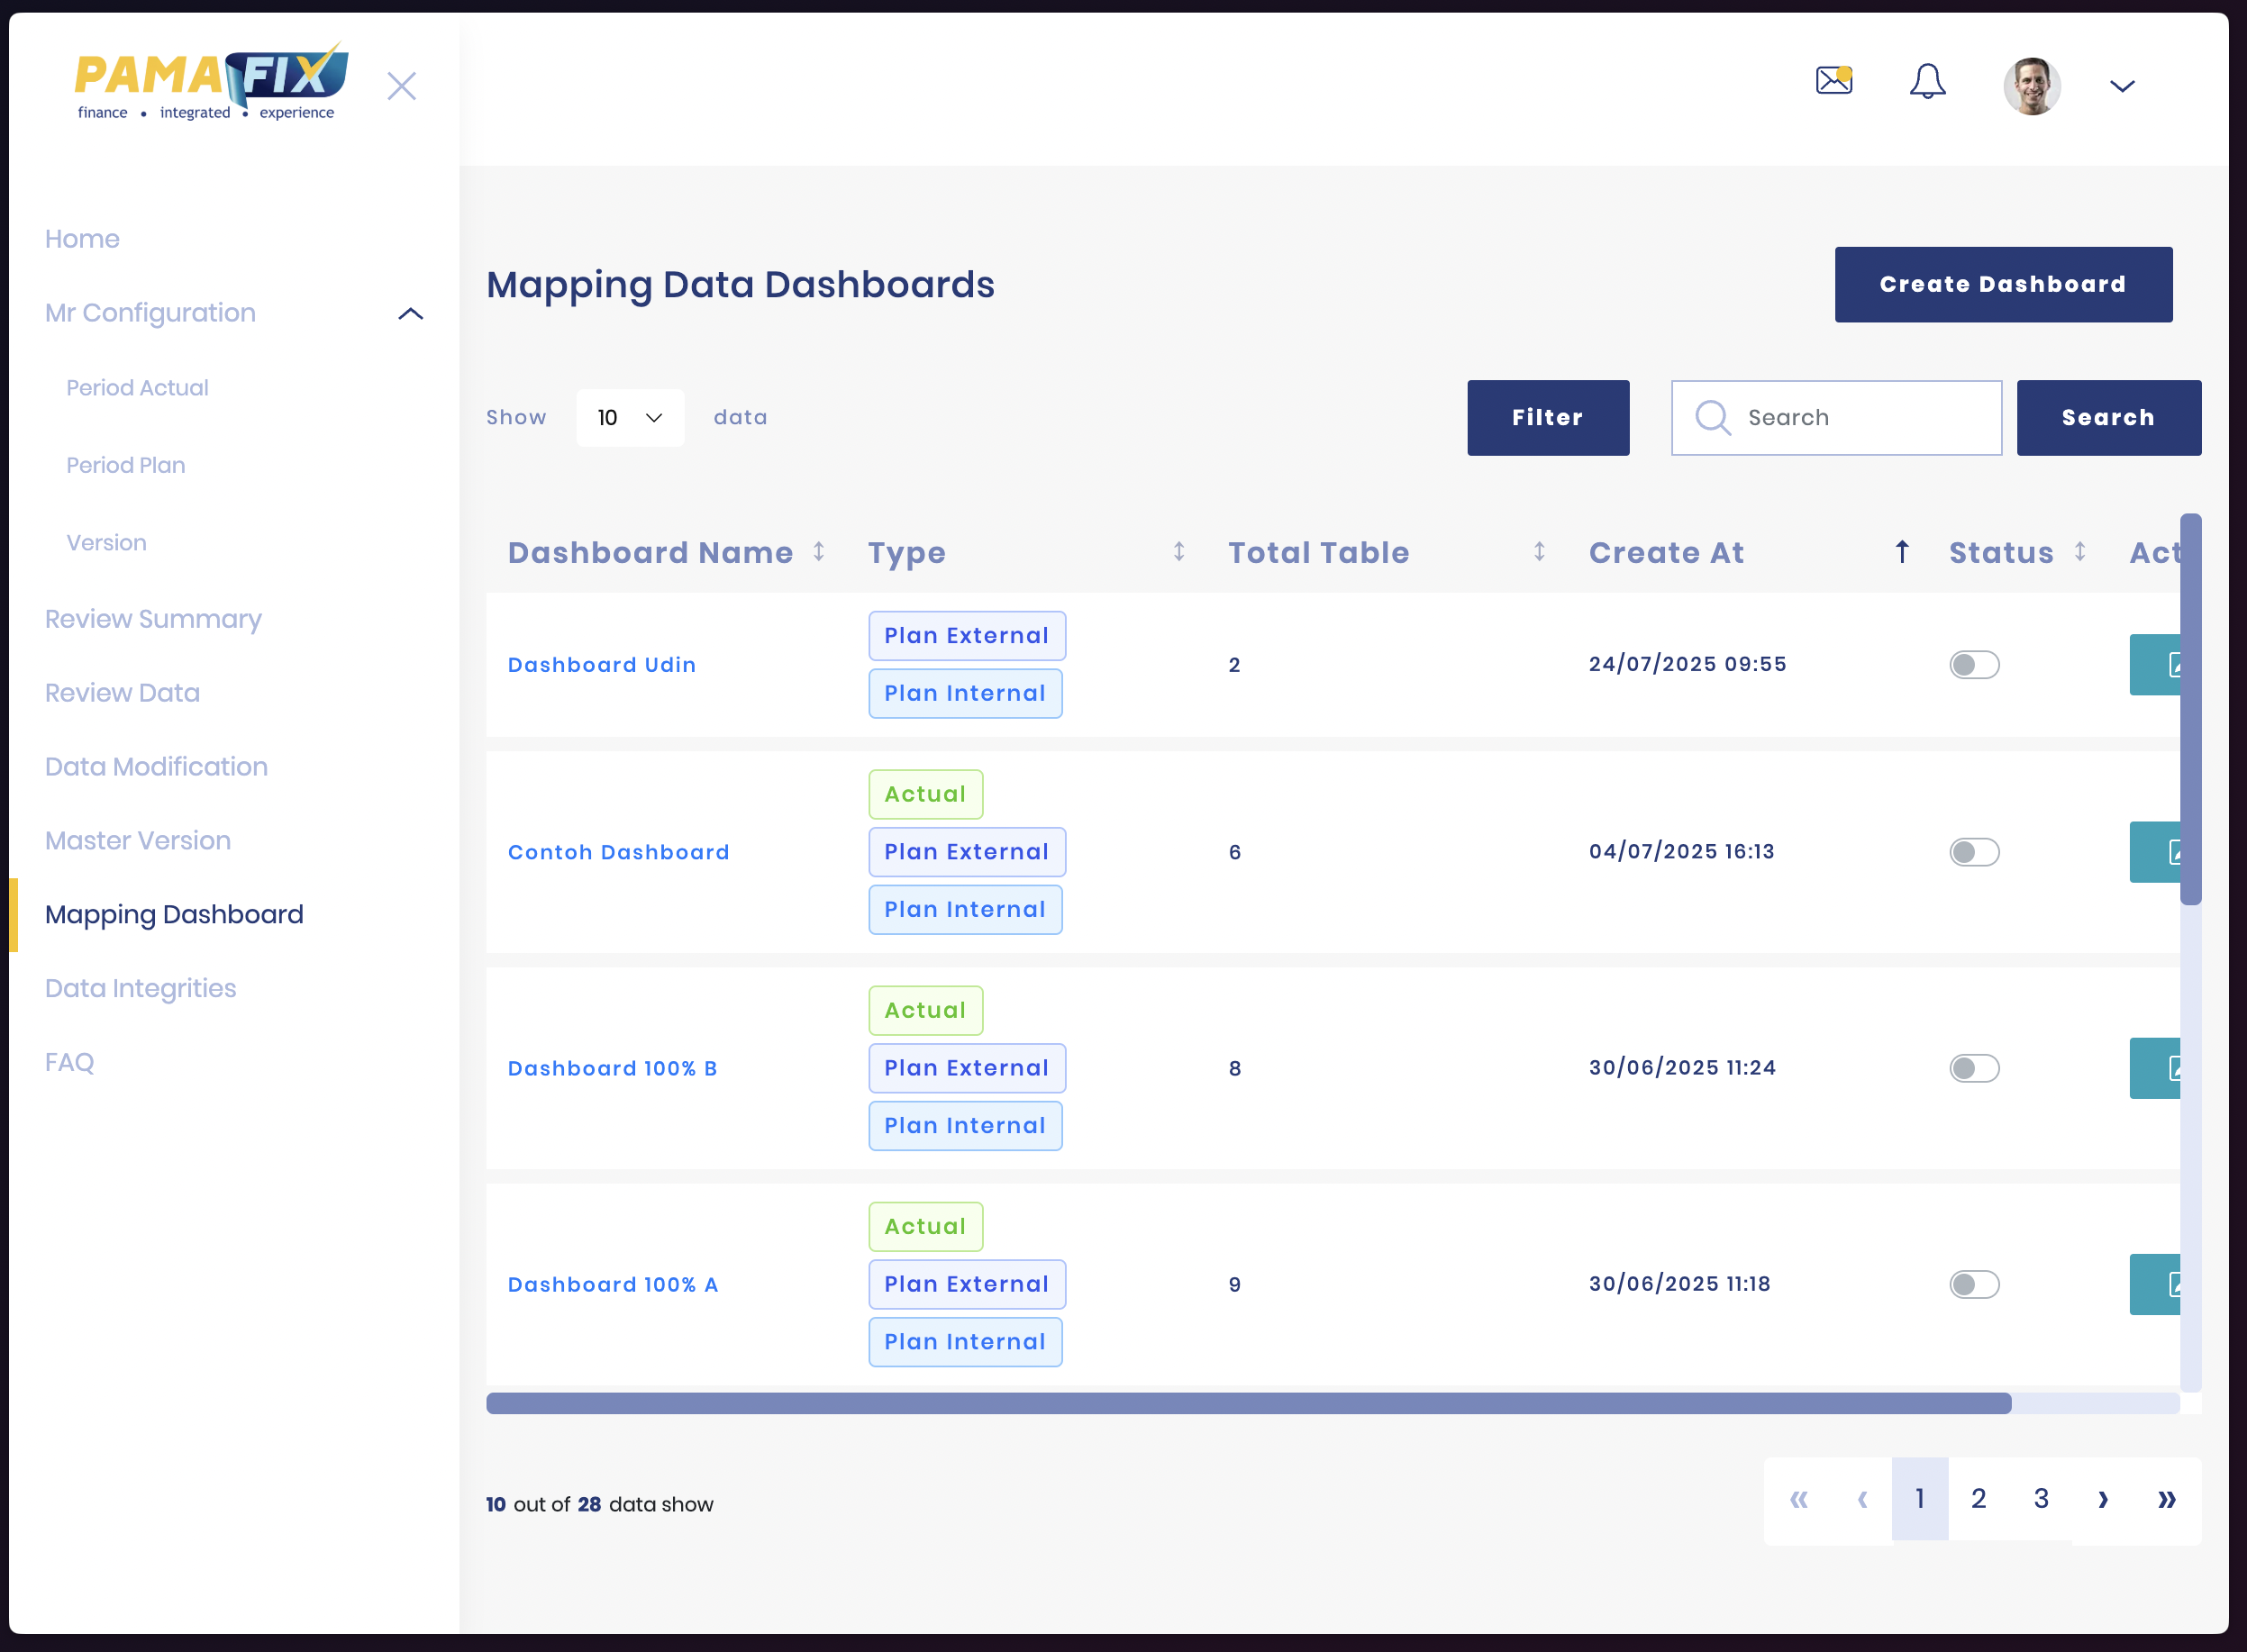 PAMAFIX
finance • integrated • experience
Home
Mr Configuration
Period Actual
Period Plan
Version
Review Summary
Review Data
Data Modification
Master Version
Mapping Dashboard
Data Integrities
FAQ
Mapping Data Dashboards
Create Dashboard
Show 10 data
Filter
Search
Search
Dashboard Name Type Total Table Create At Status Act
Plan External
Dashboard Udin 2 24/07/2025 09:55
Plan Internal
Actual
Contoh Dashboard Plan External 6 04/07/2025 16:13
Plan Internal
Actual
Dashboard 100% B Plan External 8 30/06/2025 11:24
Plan Internal
Actual
Dashboard 100% A Plan External 9 30/06/2025 11:18
Plan Internal
10 out of 28 data show
« ‹ 1 2 3 › »